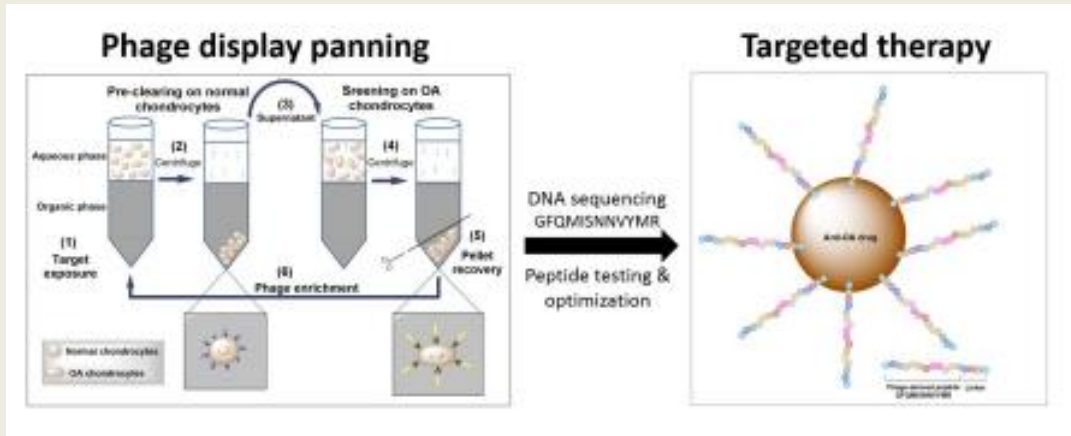 Phage display panning
Targeted therapy
Pre-clearing on normal
chondrocytes
(3)
Supernatant
Sreening on OA
chondrocytes
Aqueous phase
(2)
Centrifuge
(4)
Centrifuge
Organic phase
(1)
Target
exposure
(5)
Pellet
recovery
(6)
Phage enrichment
Normal chondrocytes
OA chondrocytes
DNA sequencing
GFQMISNNVYMR
Peptide testing &
optimization
Anti-OA drug
Phage-derived peptide
GFQMISNNVYMR